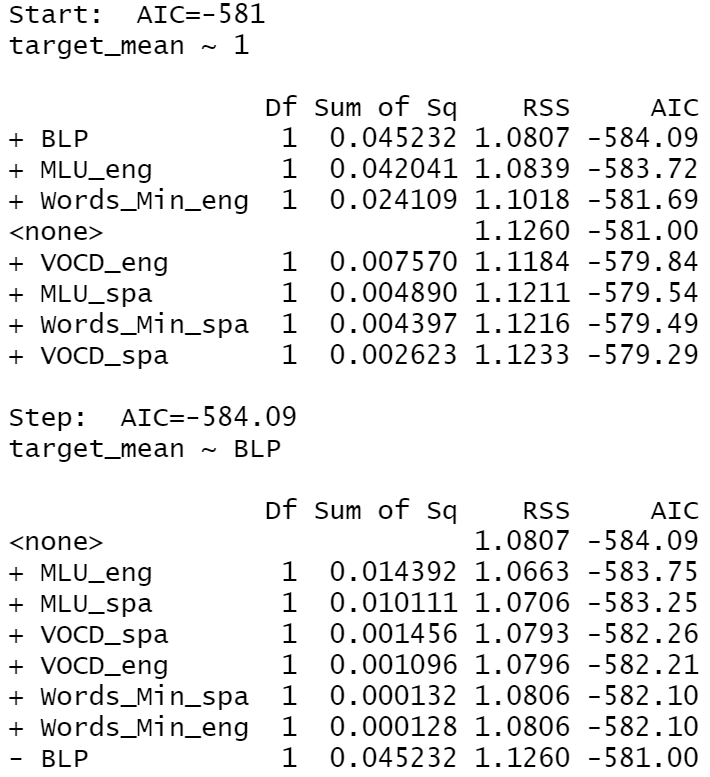 Start:  AIC=-581
target_mean ~ 1

                Df Sum of Sq    RSS     AIC
+ BLP            1  0.045232 1.0807 -584.09
+ MLU_eng        1  0.042041 1.0839 -583.72
+ Words_Min_eng  1  0.024109 1.1018 -581.69
<none>                       1.1260 -581.00
+ VOCD_eng       1  0.007570 1.1184 -579.84
+ MLU_spa        1  0.004890 1.1211 -579.54
+ Words_Min_spa  1  0.004397 1.1216 -579.49
+ VOCD_spa       1  0.002623 1.1233 -579.29

Step:  AIC=-584.09
target_mean ~ BLP

                Df Sum of Sq    RSS     AIC
<none>                       1.0807 -584.09
+ MLU_eng        1  0.014392 1.0663 -583.75
+ MLU_spa        1  0.010111 1.0706 -583.25
+ VOCD_spa       1  0.001456 1.0793 -582.26
+ VOCD_eng       1  0.001096 1.0796 -582.21
+ Words_Min_spa  1  0.000132 1.0806 -582.10
+ Words_Min_eng  1  0.000128 1.0806 -582.10
- BLP            1  0.045232 1.1260 -581.00